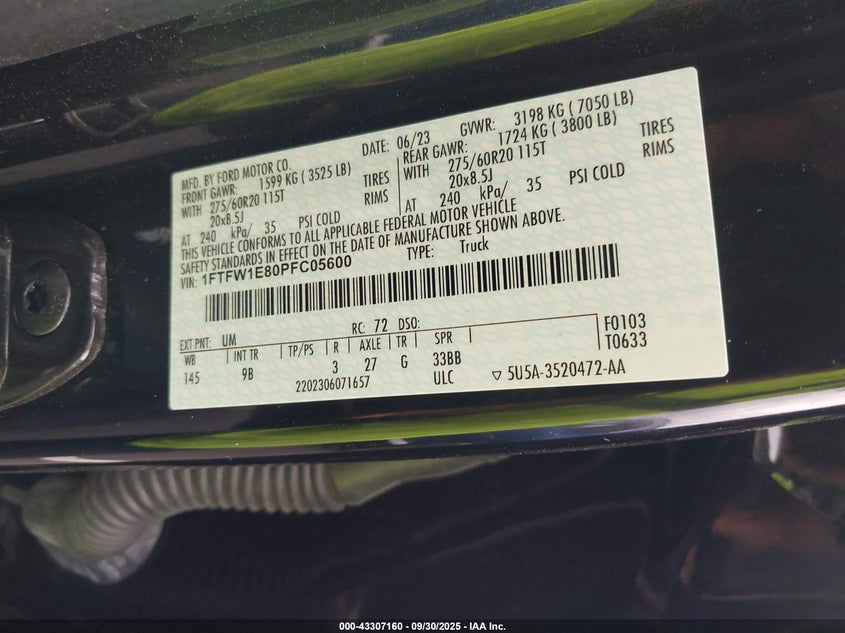 MFD. BY FORD MOTOR CO.
DATE: 06/23 GVWR: 3198 KG ( 7050 LB)
FRONT GAWR: 1599 KG ( 3525 LB)
REAR GAWR: 1724 KG ( 3800 LB)
WITH 275/60R20 115T TIRES
WITH 275/60R20 115T TIRES
20x8.5J RIMS
20x8.5J RIMS
AT 240 kPa/ 35 PSI COLD
AT 240 kPa/ 35 PSI COLD
THIS VEHICLE CONFORMS TO ALL APPLICABLE FEDERAL MOTOR VEHICLE
SAFETY STANDARDS IN EFFECT ON THE DATE OF MANUFACTURE SHOWN ABOVE.
VIN: 1FTFW1E80PFC05600 TYPE: Truck
EXT PNT: UM RC: 72 DSO:
WB INT TR TP/PS R AXLE TR SPR
145 9B 3 27 G 33BB
2202306071657 ULC
F0103
T0633
▽ 5U5A-3520472-AA
000-43307160 - 09/30/2025 - IAA Inc.